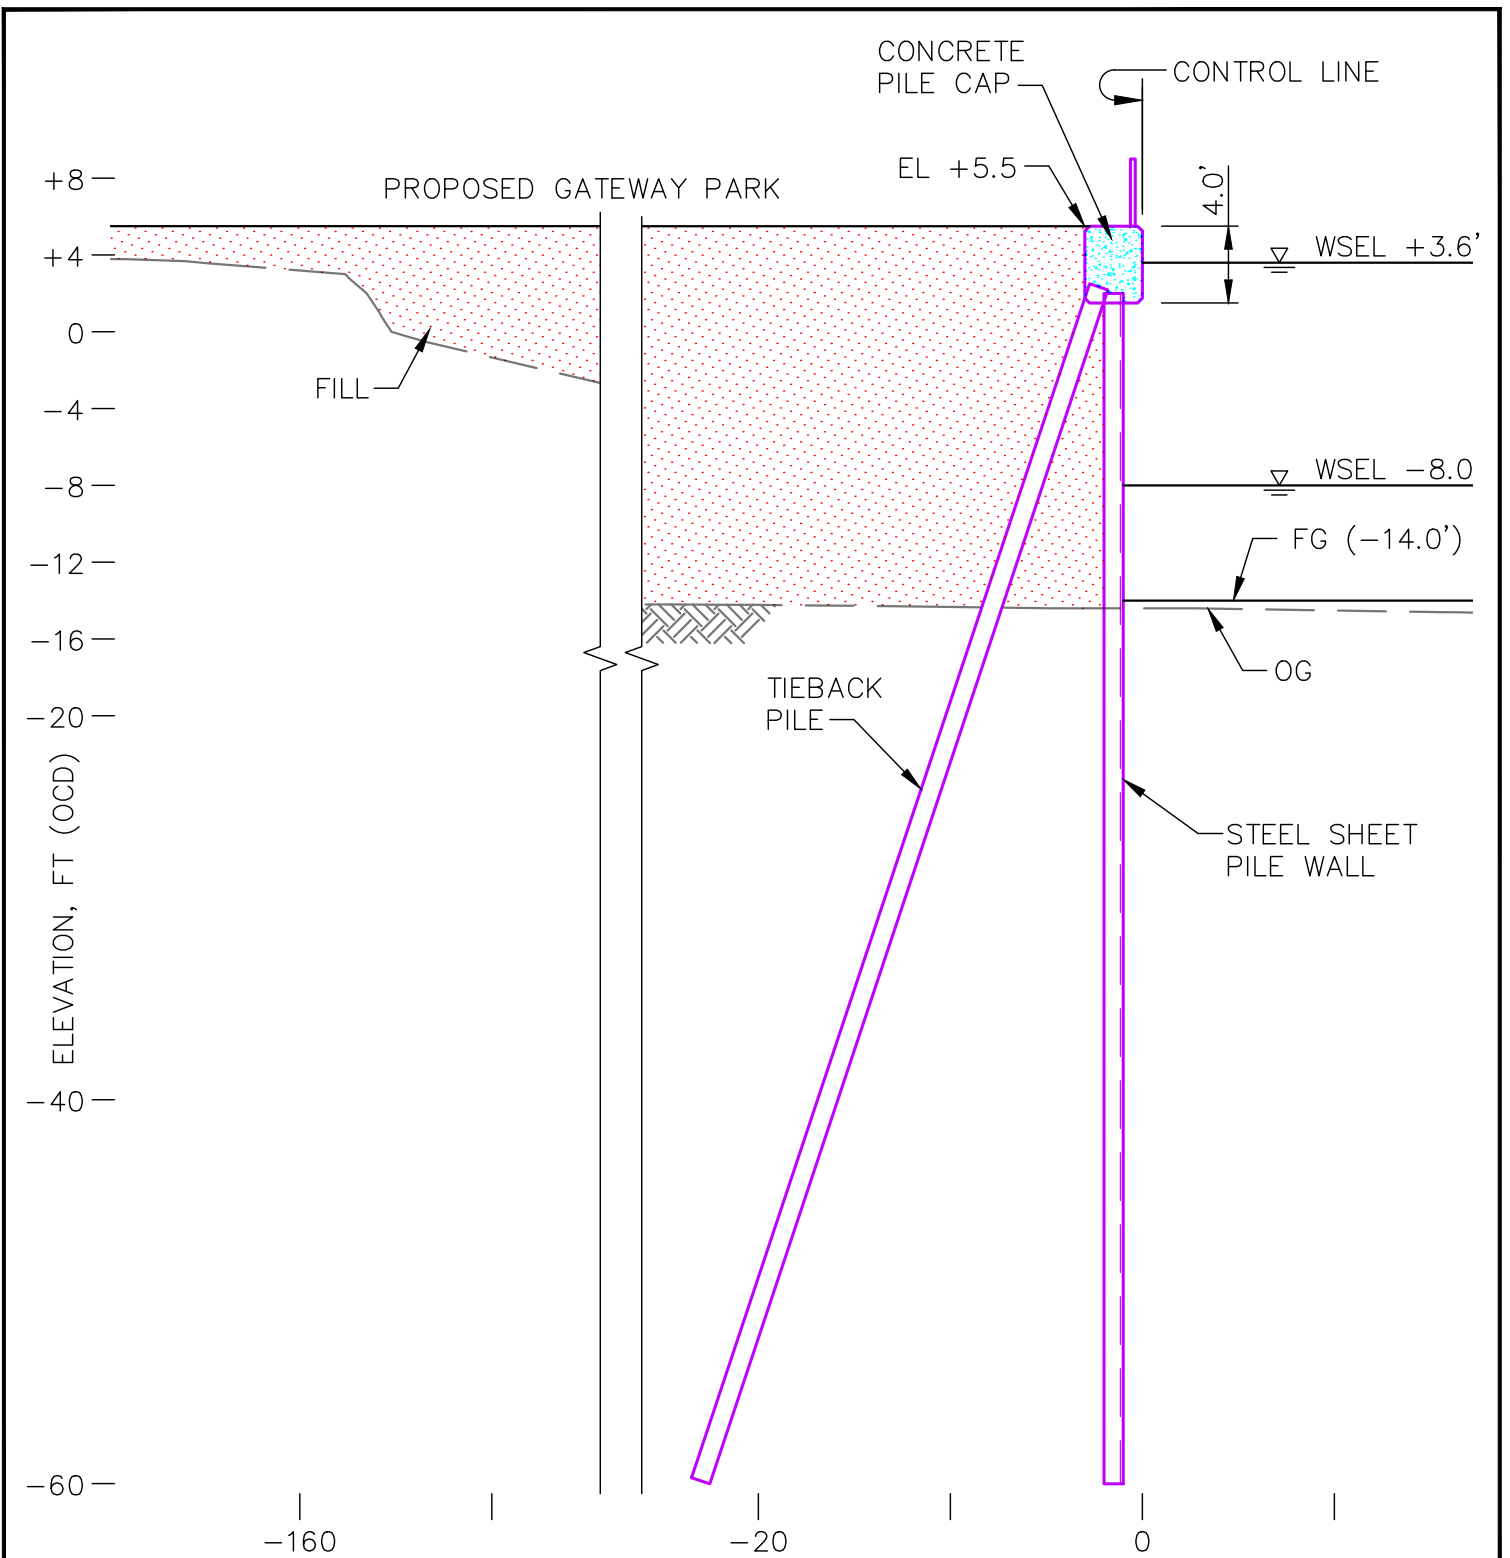 CONCRETE
PILE CAP
CONTROL LINE
EL +5.5
4.0'
+8
PROPOSED GATEWAY PARK
+4
WSEL +3.6'
0
FILL
-4
WSEL -8.0
-8
FG (-14.0')
-12
-16
OG
TIEBACK
PILE
-20
ELEVATION, FT (OCD)
STEEL SHEET
PILE WALL
-40
-60
-160
-20
0